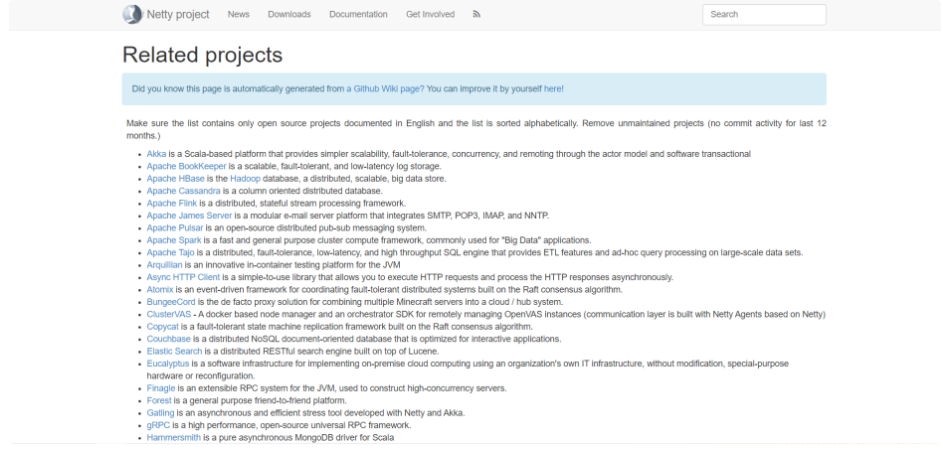 Netty project News Downloads Documentation Get Involved Search
Related projects
Did you know this page is automatically generated from a Github Wiki page? You can improve it by yourself here!
Make sure the list contains only open source projects documented in English and the list is sorted alphabetically. Remove unmaintained projects (no commit activity for last 12
months.)
• Akka is a Scala-based platform that provides simpler scalability, fault-tolerance, concurrency, and remoting through the actor model and software transactional
• Apache BookKeeper is a scalable, fault-tolerant, and low-latency log storage.
• Apache HBase is the Hadoop database, a distributed, scalable, big data store.
• Apache Cassandra is a column oriented distributed database.
• Apache Flink is a distributed, stateful stream processing framework.
• Apache James Server is a modular e-mail server platform that integrates SMTP, POP3, IMAP, and NNTP.
• Apache Pulsar is an open-source distributed pub-sub messaging system.
• Apache Spark is a fast and general purpose cluster compute framework, commonly used for "Big Data" applications.
• Apache Tajo is a distributed, fault-tolerance, low-latency, and high throughput SQL engine that provides ETL features and ad-hoc query processing on large-scale data sets.
• Arquillian is an innovative in-container testing platform for the JVM
• Async HTTP Client is a simple-to-use library that allows you to execute HTTP requests and process the HTTP responses asynchronously.
• Atomix is an event-driven framework for coordinating fault-tolerant distributed systems built on the Raft consensus algorithm.
• BungeeCord is the de facto proxy solution for combining multiple Minecraft servers into a cloud / hub system.
• ClusterVAS - A docker based node manager and an orchestrator SDK for remotely managing OpenVAS instances (communication layer is built with Netty Agents based on Netty)
• Copycat is a fault-tolerant state machine replication framework built on the Raft consensus algorithm.
• Couchbase is a distributed NoSQL document-oriented database that is optimized for interactive applications.
• Elastic Search is a distributed RESTful search engine built on top of Lucene.
• Eucalyptus is a software infrastructure for implementing on-premise cloud computing using an organization's own IT infrastructure, without modification, special-purpose
hardware or reconfiguration.
• Finagle is an extensible RPC system for the JVM, used to construct high-concurrency servers.
• Forest is a general purpose friend-to-friend platform.
• Gatling is an asynchronous and efficient stress tool developed with Netty and Akka.
• gRPC is a high performance, open-source universal RPC framework.
• Hammersmith is a pure asynchronous MongoDB driver for Scala